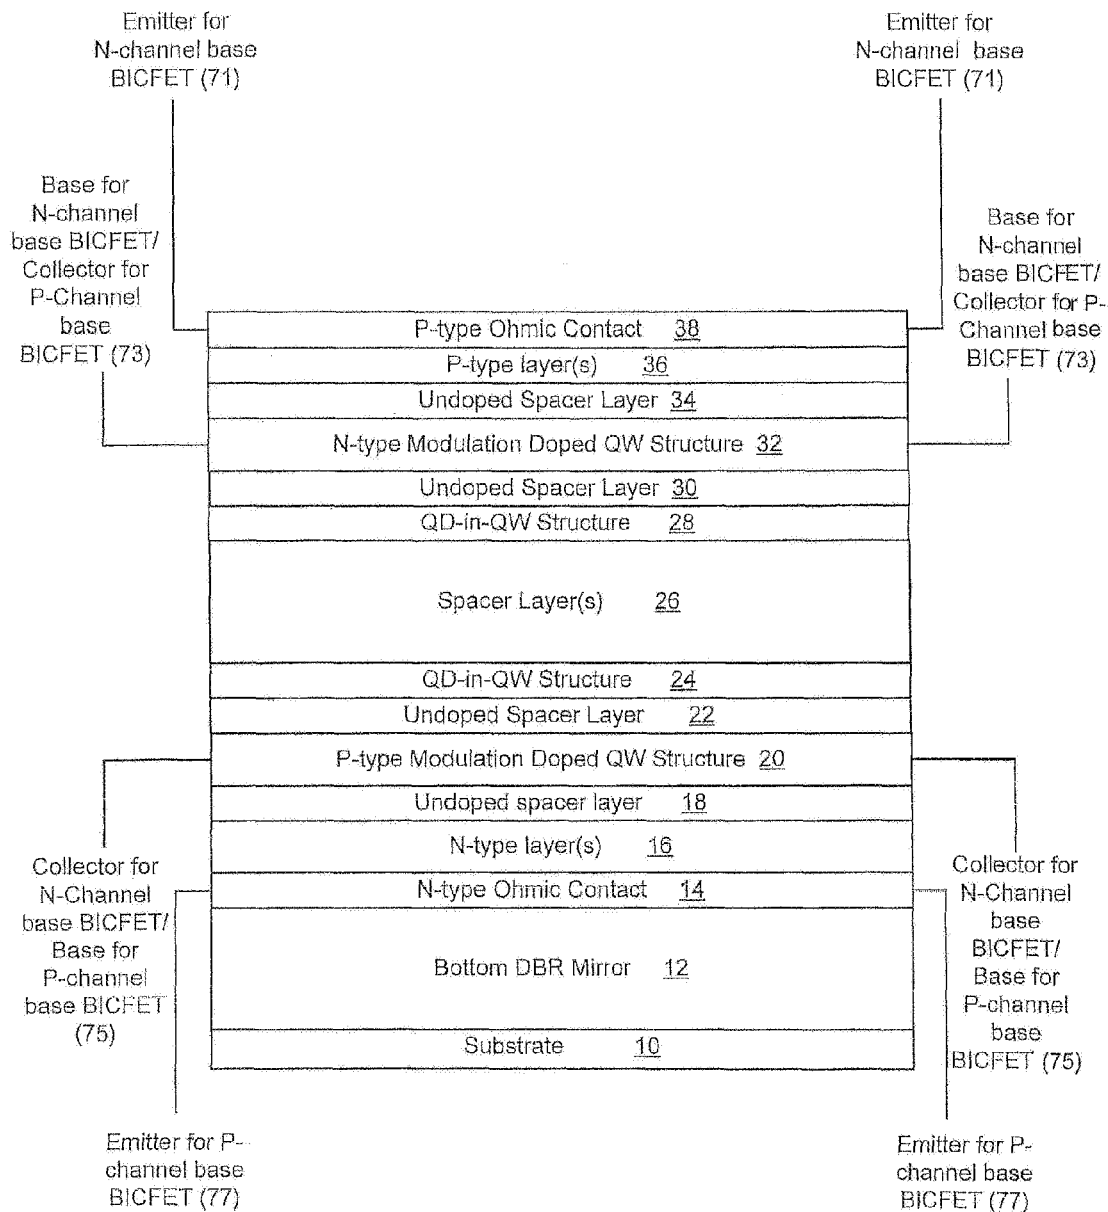 Emitter for
N-channel base
BICFET (71)
Emitter for
N-channel base
BICFET (71)
Base for
N-channel
base BICFET/
Collector for
P-Channel
base
BICFET (73)
Base for
N-channel
base BICFET/
Collector for P-
Channel base
BICFET (73)
P-type Ohmic Contact 38
P-type layer(s) 36
Undoped Spacer Layer 34
N-type Modulation Doped QW Structure 32
Undoped Spacer Layer 30
QD-in-QW Structure 28
Spacer Layer(s) 26
QD-in-QW Structure 24
Undoped Spacer Layer 22
P-type Modulation Doped QW Structure 20
Undoped spacer layer 18
N-type layer(s) 16
N-type Ohmic Contact 14
Bottom DBR Mirror 12
Substrate 10
Collector for
N-Channel
base BICFET/
Base for
P-channel
base BICFET
(75)
Collector for
N-Channel
base
BICFET/
Base for
P-channel
base
BICFET (75)
Emitter for P-
channel base
BICFET (77)
Emitter for P-
channel base
BICFET (77)